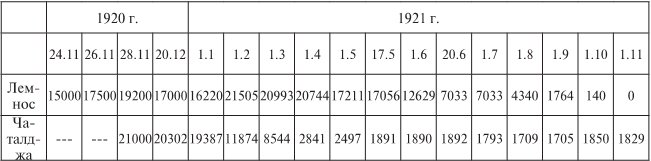 1920 г. 1921 г.
24.11 26.11 28.11 20.12 1.1 1.2 1.3 1.4 1.5 17.5 1.6 20.6 1.7 1.8 1.9 1.10 1.11
Лем-
нос 15000 17500 19200 17000 16220 21505 20993 20744 17211 17056 12629 7033 7033 4340 1764 140 0
Ча-
талд-
жа --- --- 21000 20302 19387 11874 8544 2841 2497 1891 1890 1892 1793 1709 1705 1850 1829